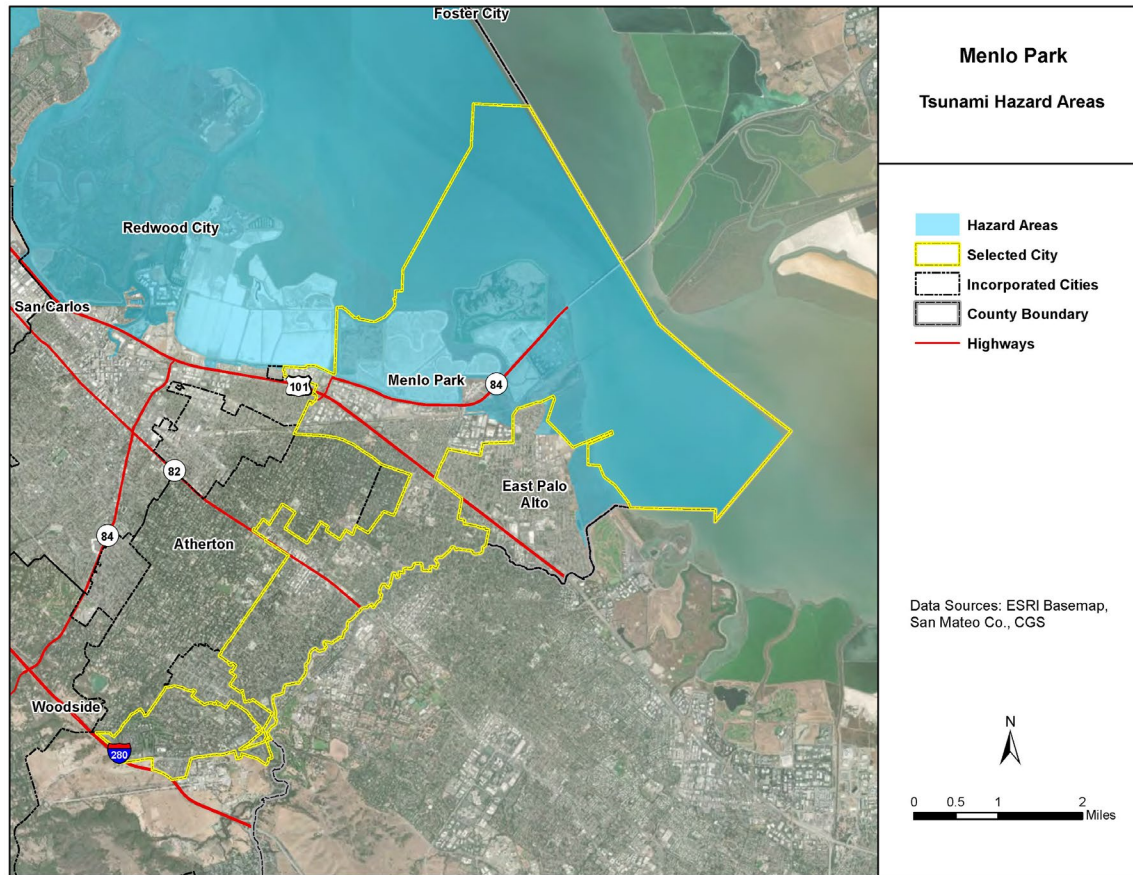 Foster City
Redwood City
San Carlos
Menlo Park
84
101
82
East Palo
Alto
84
Atherton
Woodside
280
Menlo Park
Tsunami Hazard Areas
Hazard Areas
Selected City
Incorporated Cities
County Boundary
Highways
Data Sources: ESRI Basemap,
San Mateo Co., CGS
N
0 0.5 1 2
Miles